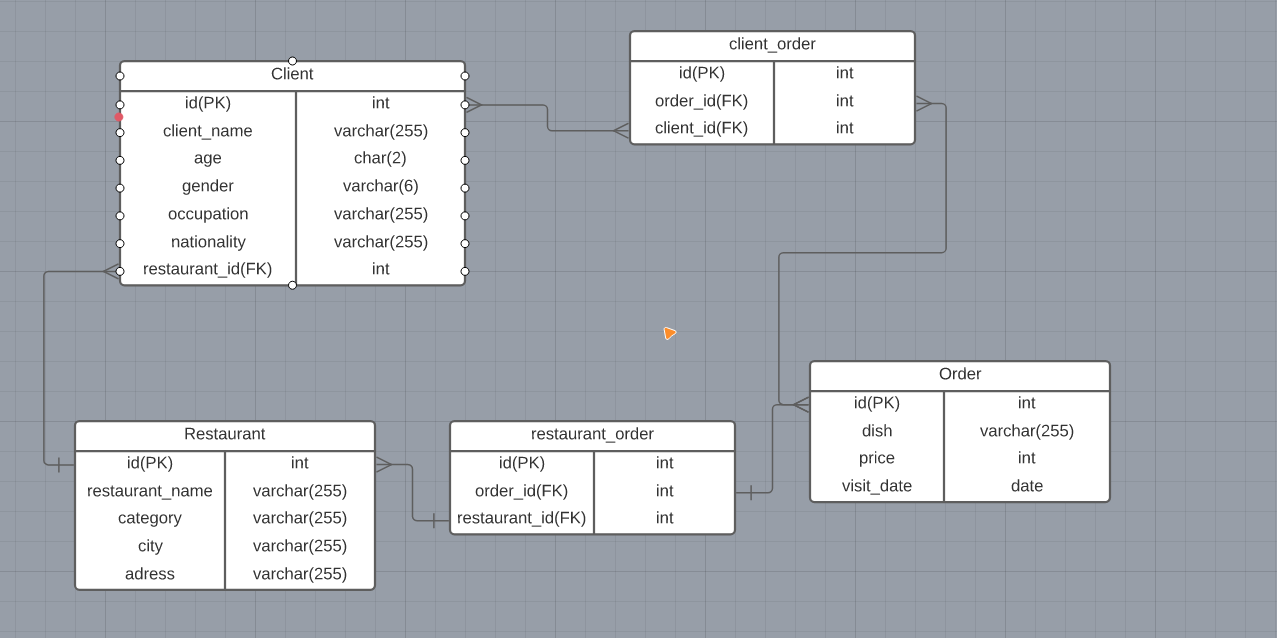 client_order
id(PK) int
order_id(FK) int
client_id(FK) int
Client
id(PK) int
client_name varchar(255)
age char(2)
gender varchar(6)
occupation varchar(255)
nationality varchar(255)
restaurant_id(FK) int
Order
id(PK) int
dish varchar(255)
price int
visit_date date
Restaurant
id(PK) int
restaurant_name varchar(255)
category varchar(255)
city varchar(255)
adress varchar(255)
restaurant_order
id(PK) int
order_id(FK) int
restaurant_id(FK) int